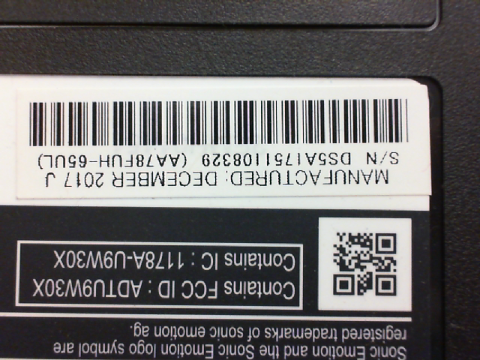 Sonic Emotion and the Sonic Emotion logo symbol are
registered trademarks of sonic emotion ag.
Contains FCC ID : ADTU9W30X
Contains IC : 1178A-U9W30X
MANUFACTURED: DECEMBER 2017 J
S/N DS5A1751108329 (AA78FUH-65UL)